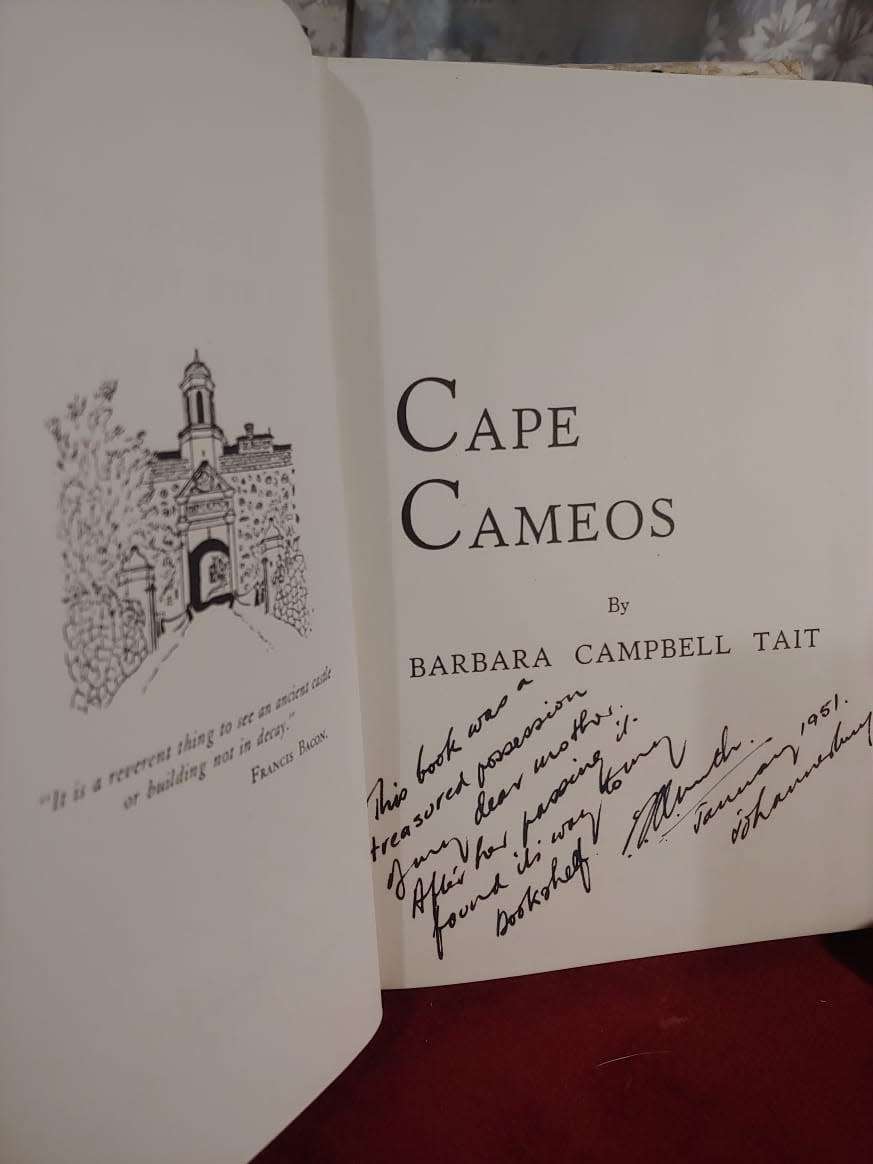 "It is a reverent thing to see an ancient castle
or building not in decay."
FRANCIS BACON.
CAPE
CAMEOS
By
BARBARA CAMPBELL TAIT
This book was a
treasured possession
of my dear mother.
After her passing it
found its way to my
bookshelf.
January 1951.
Johannesburg